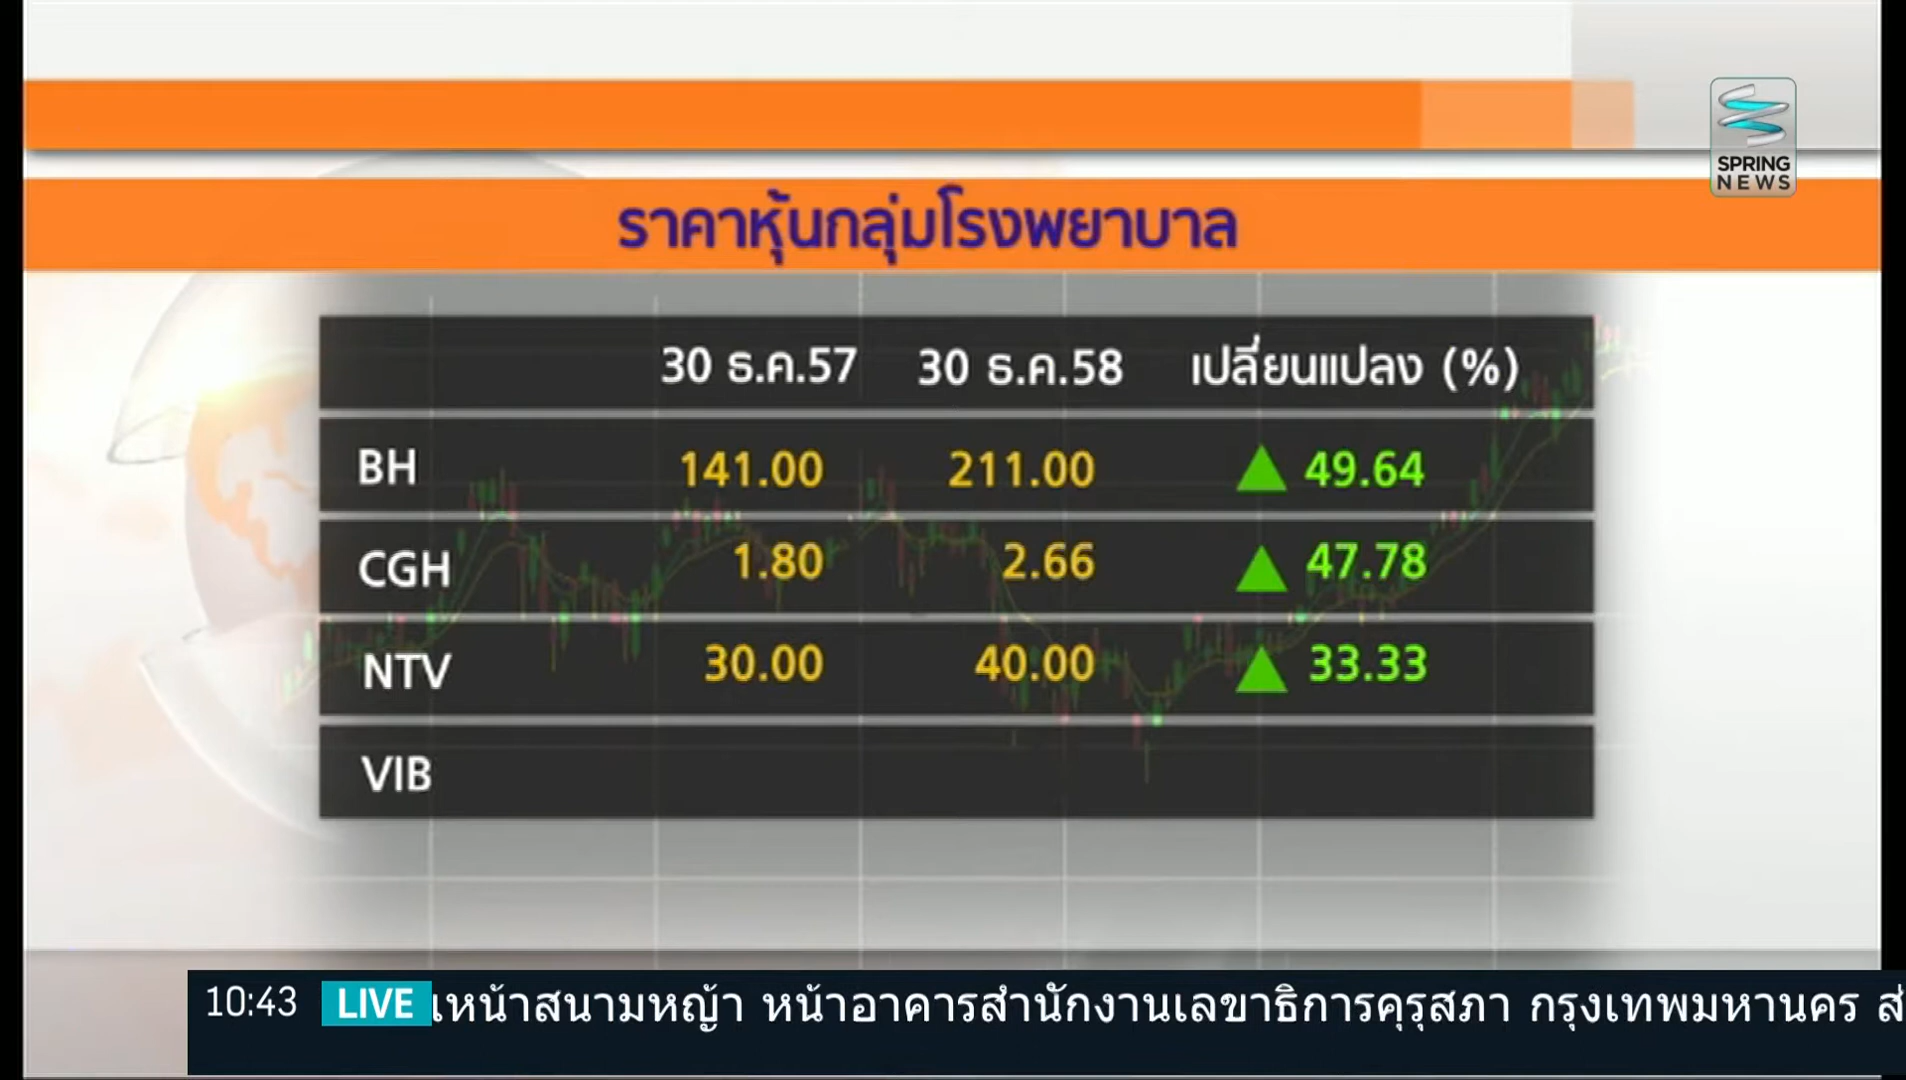 SPRING
NEWS
ราคาหุ้นกลุ่มโรงพยาบาล
30 ธ.ค.57 30 ธ.ค.58 เปลี่ยนแปลง (%)
BH 141.00 211.00 ▲ 49.64
CGH 1.80 2.66 ▲ 47.78
NTV 30.00 40.00 ▲ 33.33
VIB
10:43 LIVE เหน้าสนามหญ้า หน้าอาคารสำนักงานเลขาธิการคุรุสภา กรุงเทพมหานคร ส่